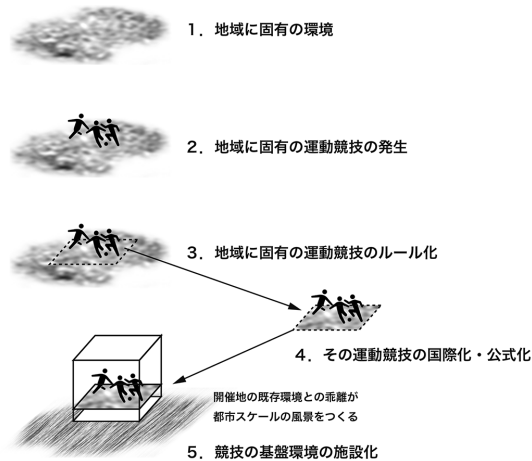 1．地域に固有の環境
2．地域に固有の運動競技の発生
3．地域に固有の運動競技のルール化
4．その運動競技の国際化・公式化
開催地の既存環境との乖離が
都市スケールの風景をつくる
5．競技の基盤環境の施設化